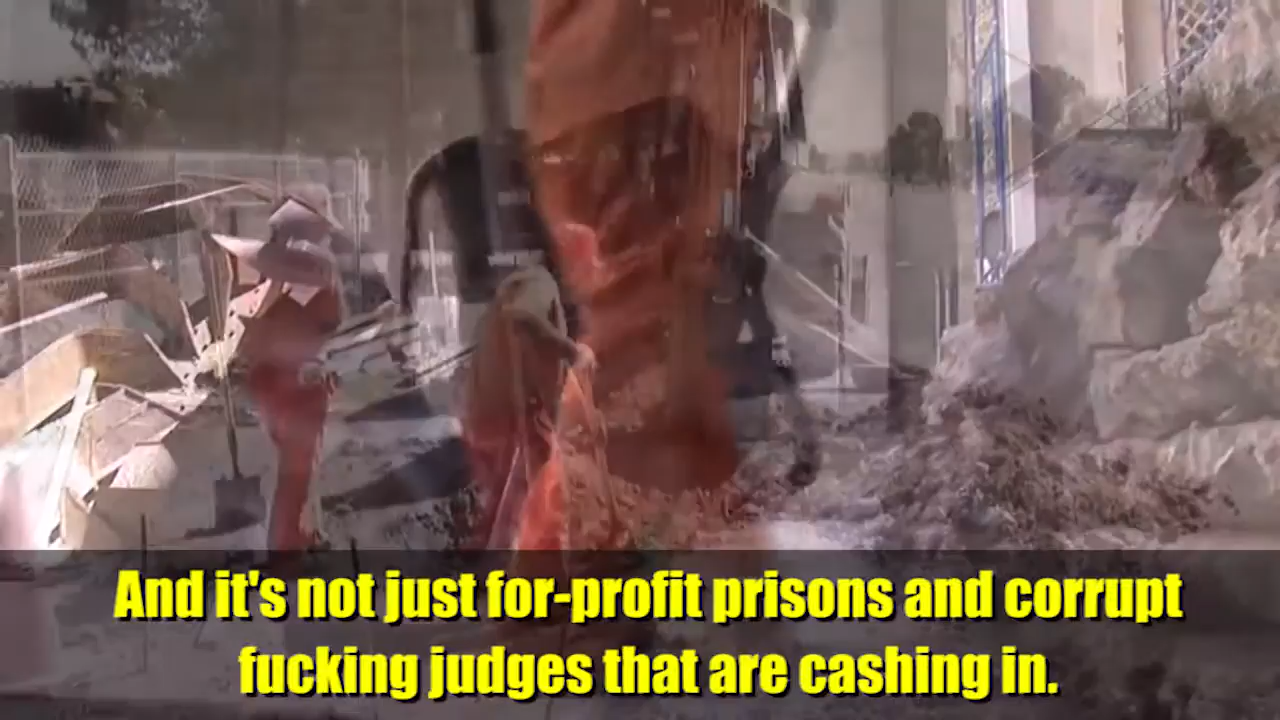 And it's not just for-profit prisons and corrupt
fucking judges that are cashing in.